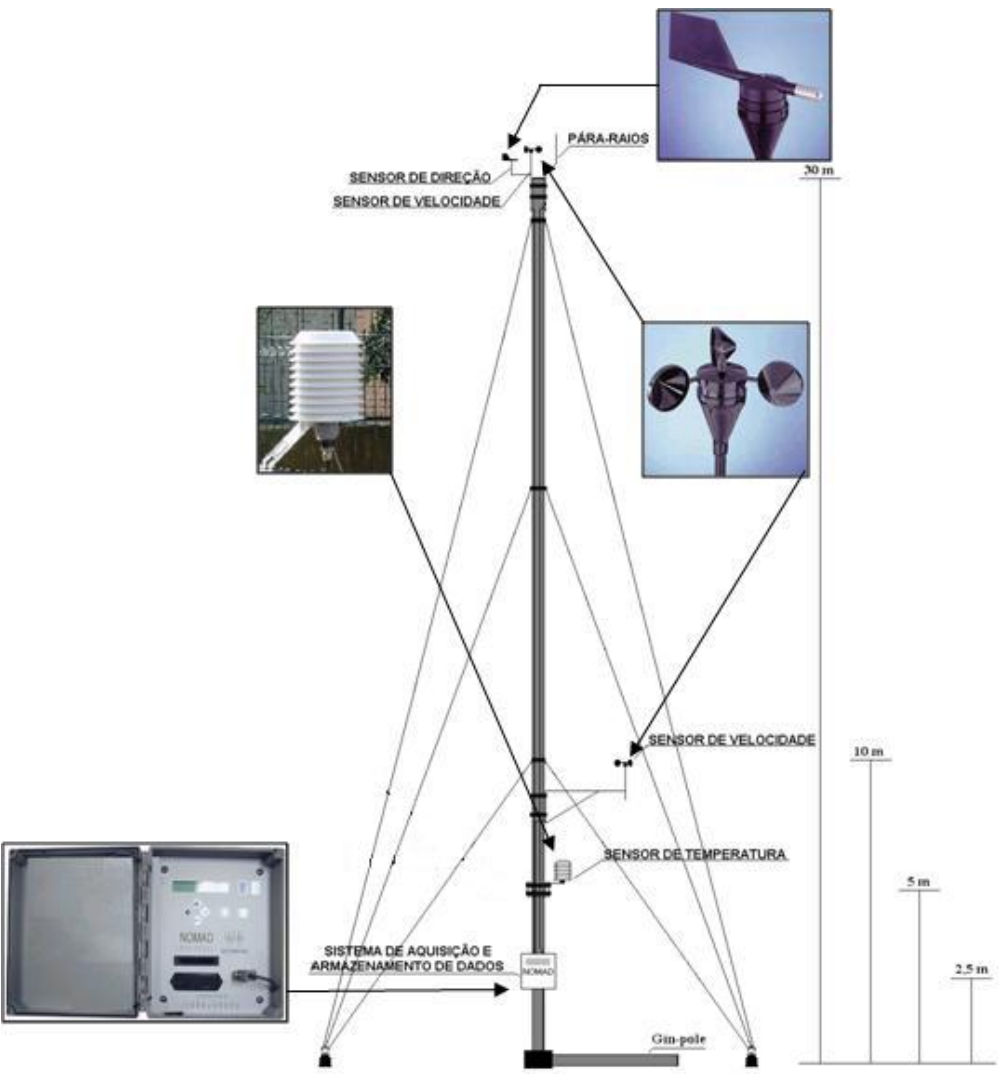 PÁRA-RAIOS
30 m
SENSOR DE DIREÇÃO
SENSOR DE VELOCIDADE
SENSOR DE VELOCIDADE
10 m
SENSOR DE TEMPERATURA
5 m
NOMAD
SISTEMA DE AQUISIÇÃO E
ARMAZENAMENTO DE DADOS
NOMAD
2,5 m
Gin-pole